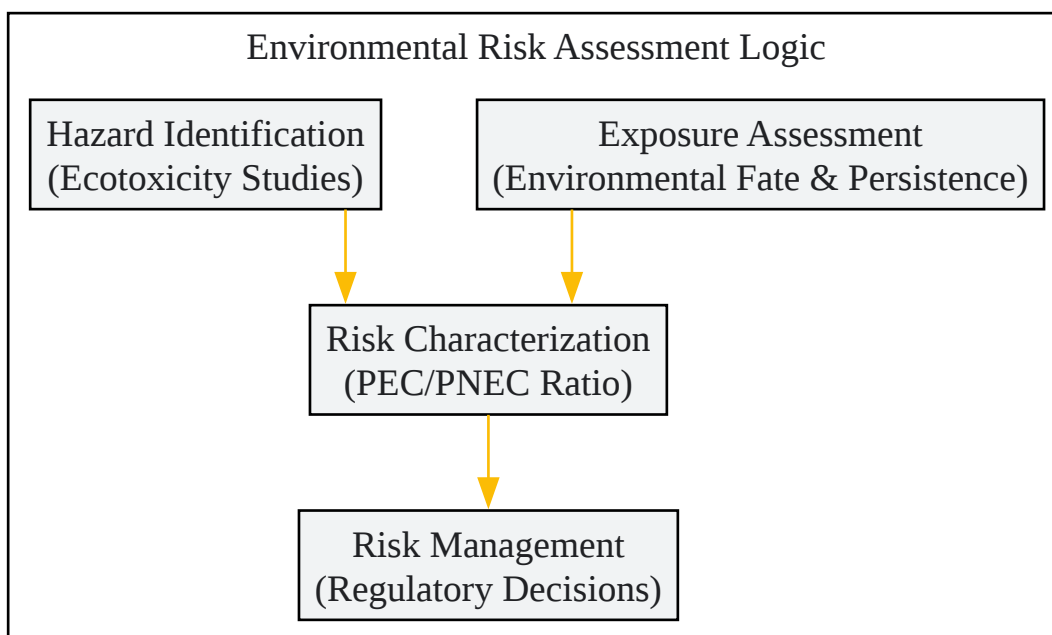 Environmental Risk Assessment Logic
Hazard Identification
(Ecotoxicity Studies)
Exposure Assessment
(Environmental Fate & Persistence)
Risk Characterization
(PEC/PNEC Ratio)
Risk Management
(Regulatory Decisions)